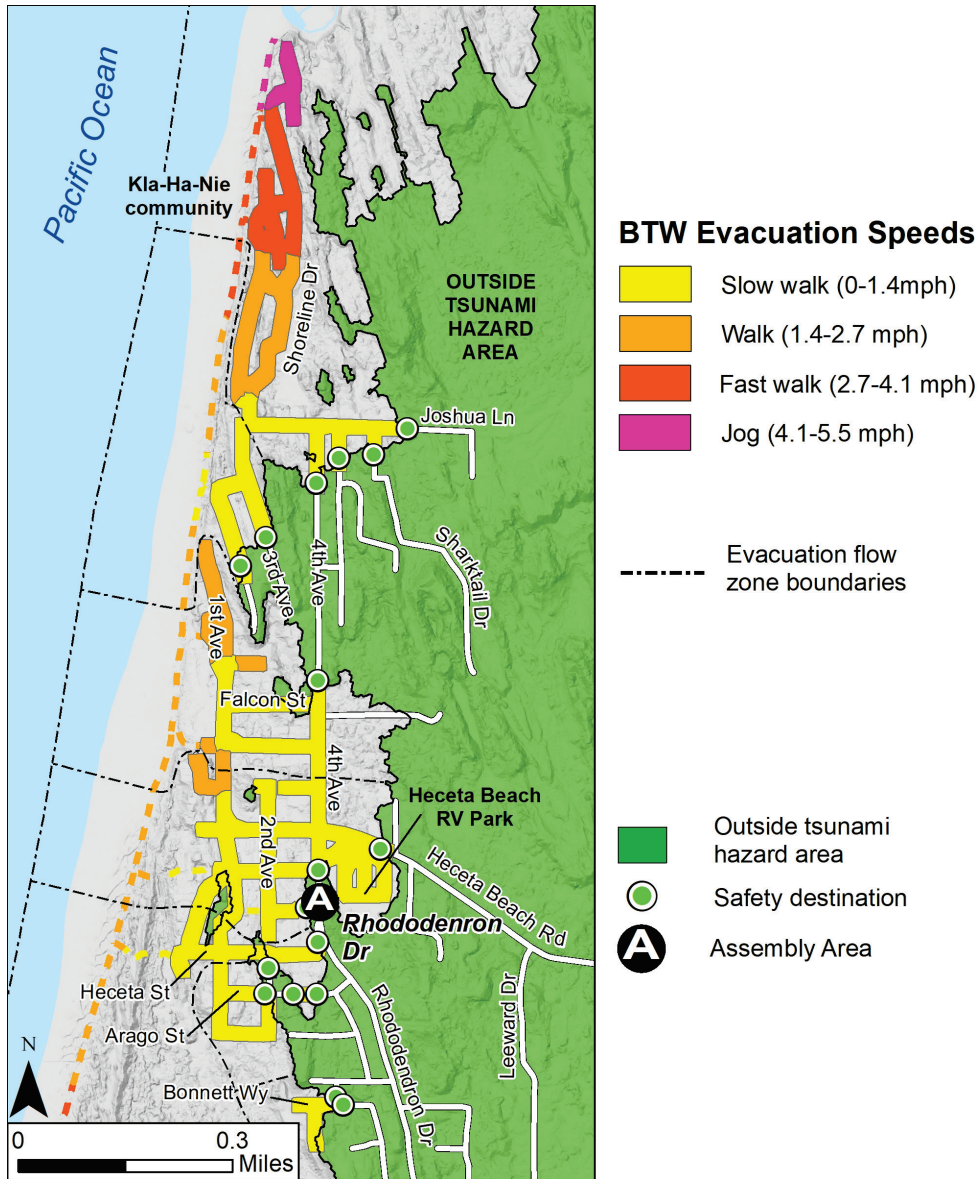 Pacific Ocean
Kla-Ha-Nie
community
Shoreline Dr
OUTSIDE
TSUNAMI
HAZARD
AREA
Joshua Ln
Sharktail Dr
4th Ave
3rd Ave
1st Ave
Falcon St
4th Ave
2nd Ave
Heceta Beach
RV Park
Heceta Beach Rd
A
Rhododenron
Dr
Heceta St
Arago St
Rhododendron Dr
Leeward Dr
Bonnett Wy
N
0
0.3
Miles
BTW Evacuation Speeds
Slow walk (0-1.4mph)
Walk (1.4-2.7 mph)
Fast walk (2.7-4.1 mph)
Jog (4.1-5.5 mph)
Evacuation flow
zone boundaries
Outside tsunami
hazard area
Safety destination
A
Assembly Area